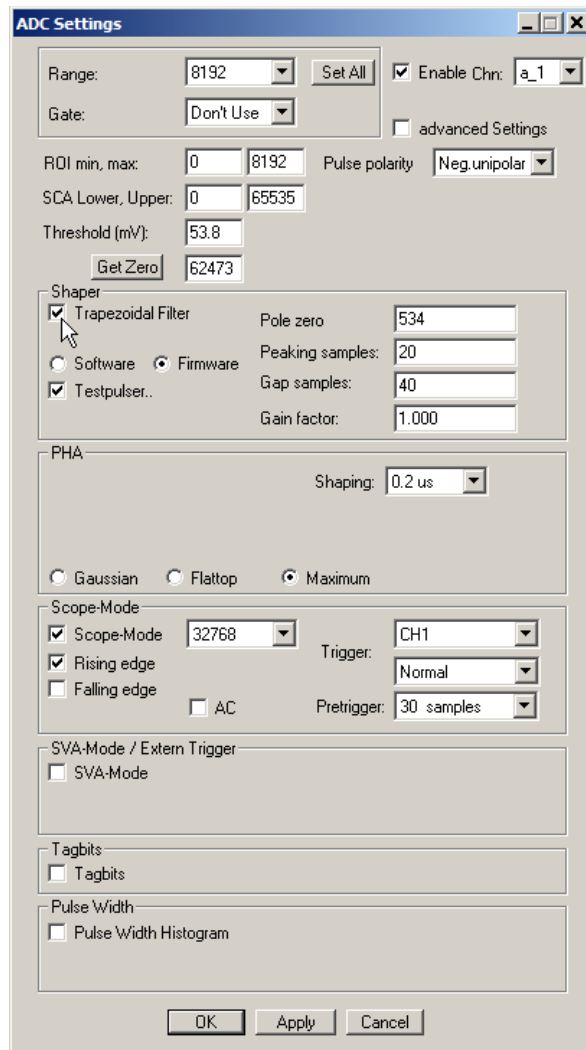 ADC Settings
Range: 8192 Set All Enable Chn: a_1
Gate: Don't Use
advanced Settings
ROI min, max: 0 8192 Pulse polarity Neg.unipolar
SCA Lower, Upper: 0 65535
Threshold (mV): 53.8
Get Zero 62473
Shaper
Trapezoidal Filter Pole zero 534
Peaking samples: 20
Software Firmware
Testpulser.. Gap samples: 40
Gain factor: 1.000
PHA
Shaping: 0.2 us
Gaussian Flattop Maximum
Scope-Mode
Scope-Mode 32768 Trigger: CH1
Rising edge Normal
Falling edge
AC Pretrigger: 30 samples
SVA-Mode / Extern Trigger
SVA-Mode
Tagbits
Tagbits
Pulse Width
Pulse Width Histogram
OK Apply Cancel